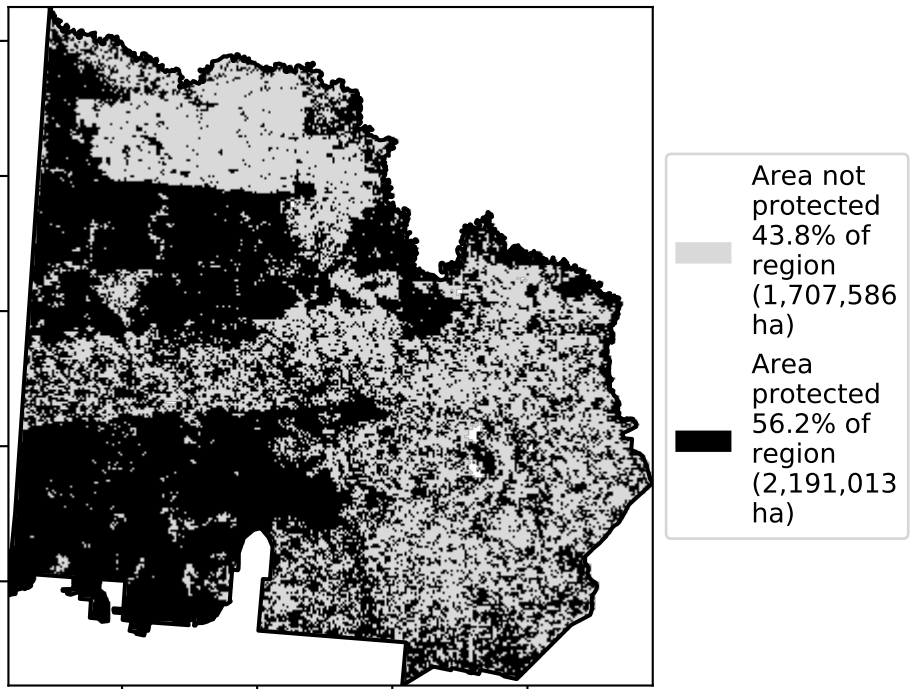 Area not
protected
43.8% of
region
(1,707,586
ha)
Area
protected
56.2% of
region
(2,191,013
ha)